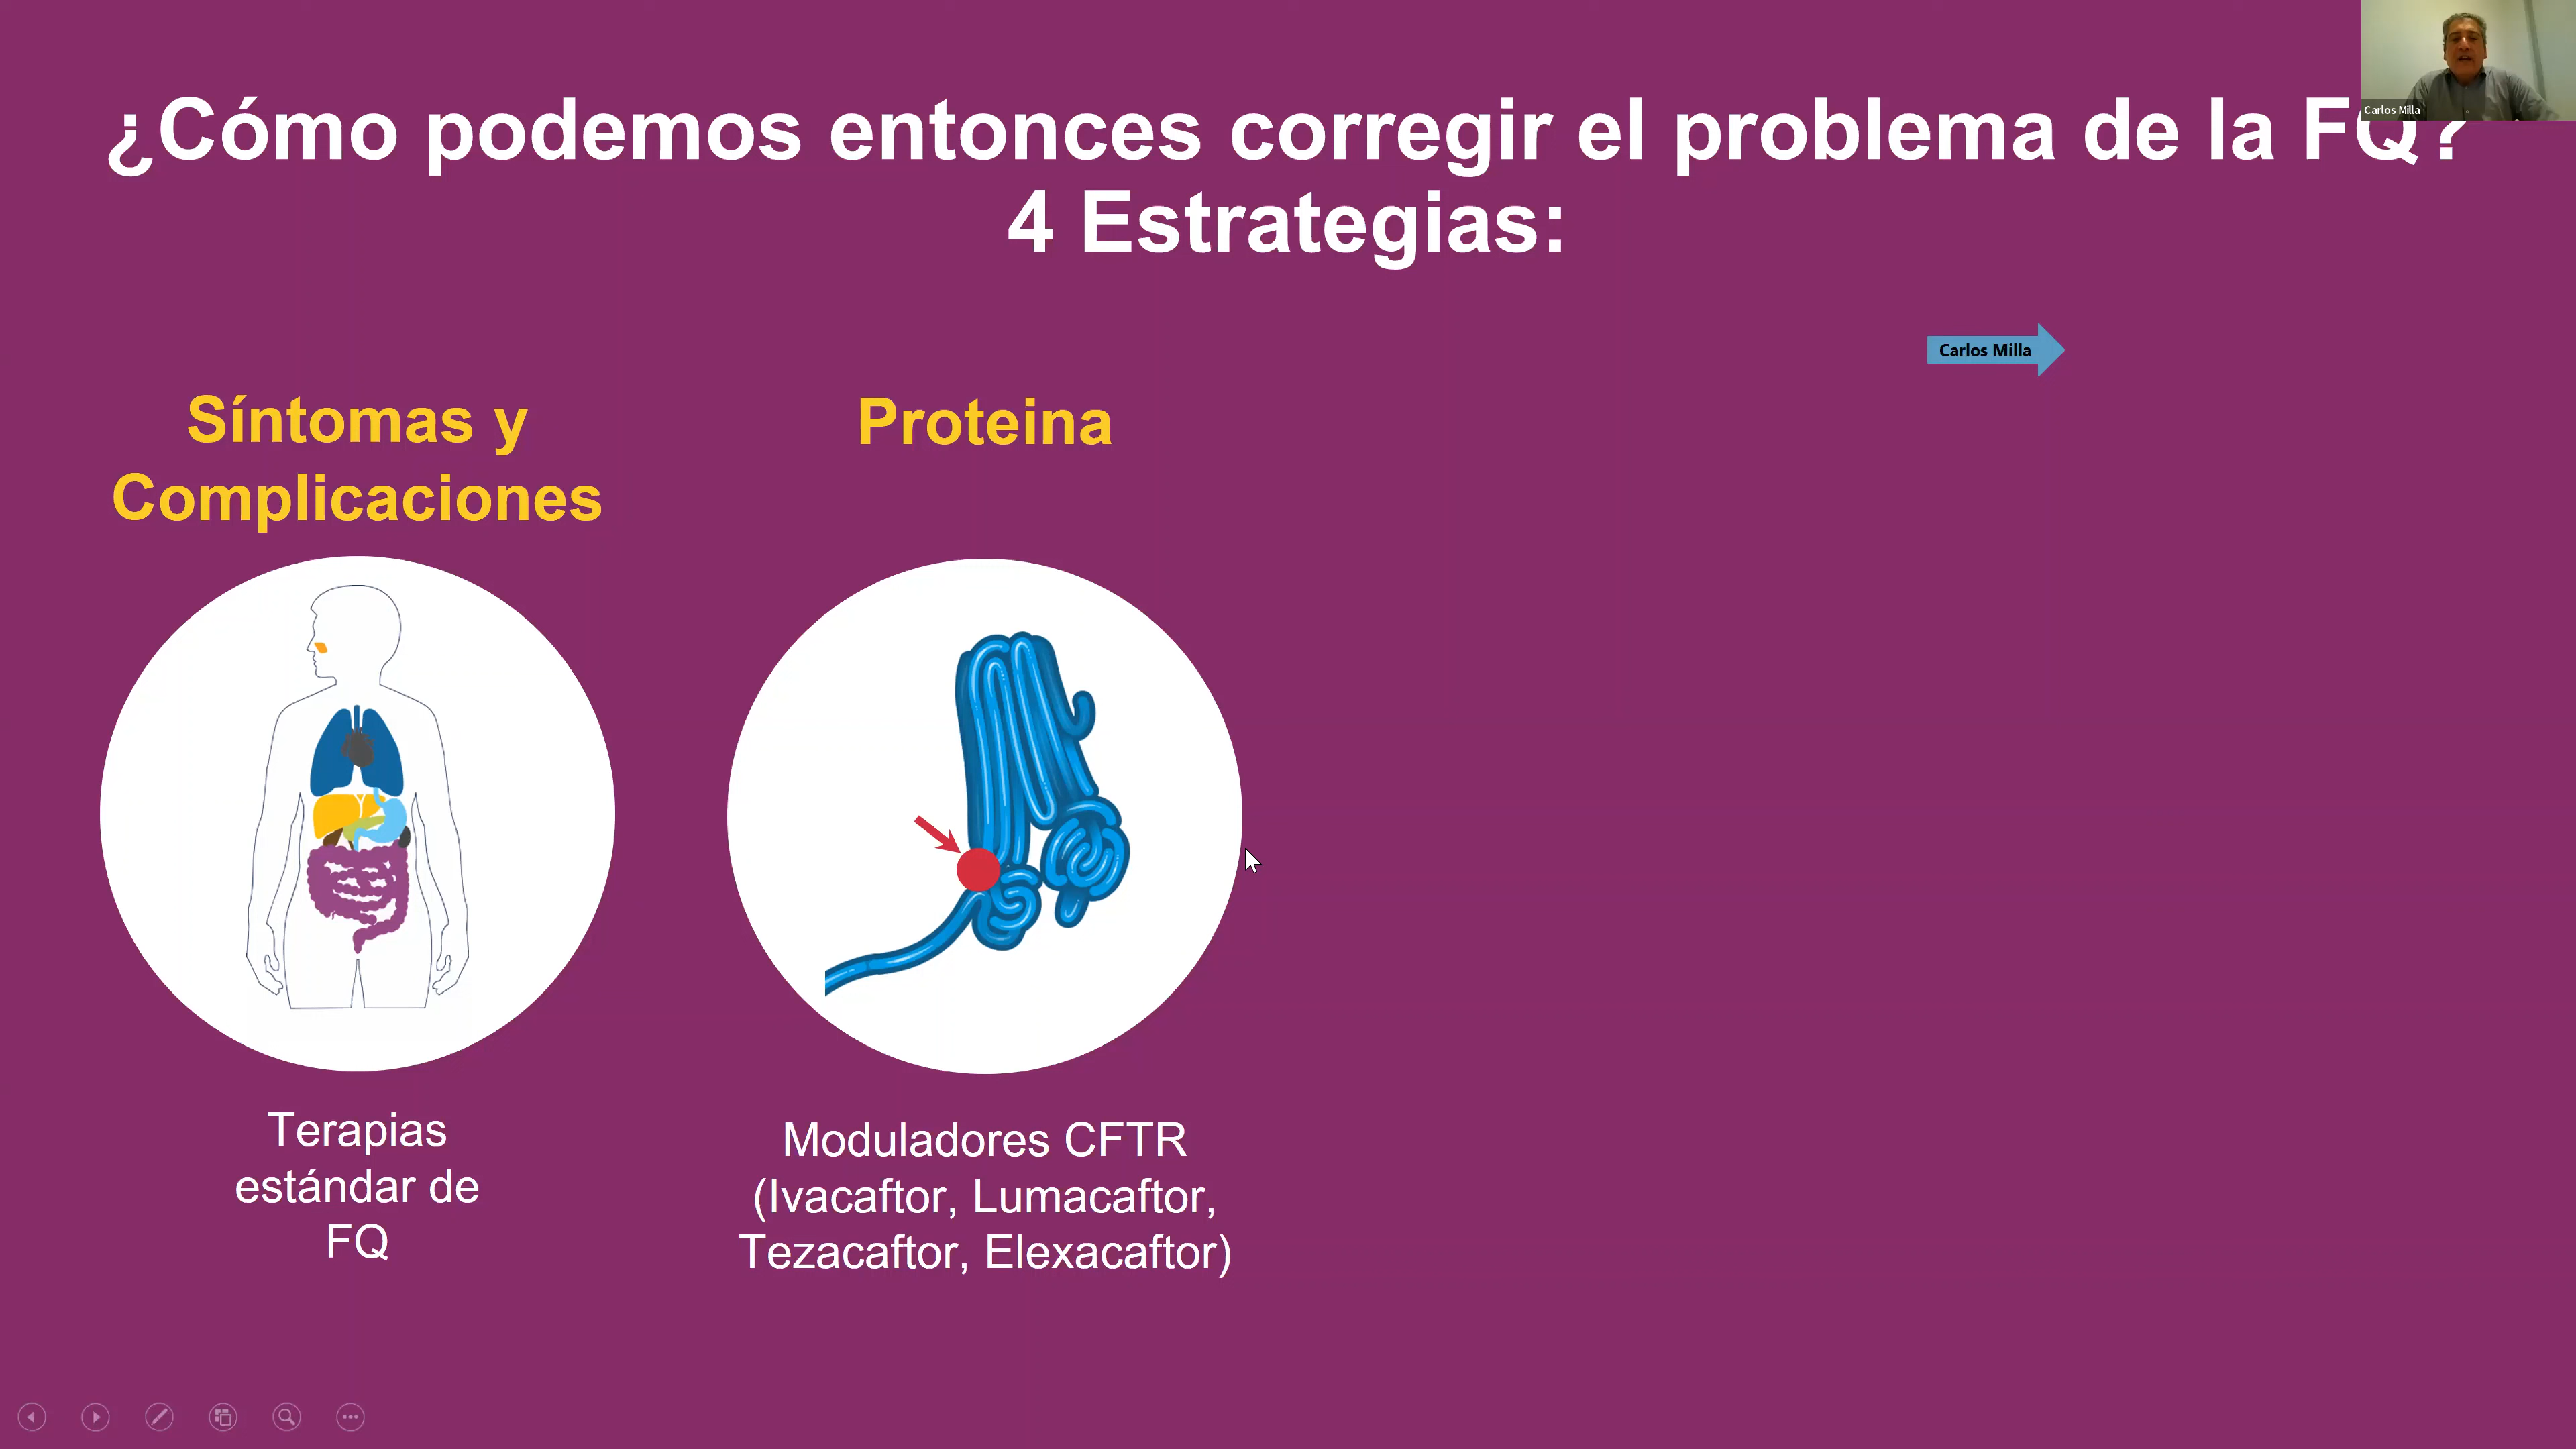 ¿Cómo podemos entonces corregir el problema de la FQ?
4 Estrategias:
Carlos Milla
Carlos Milla
Síntomas y
Complicaciones
Terapias
estándar de
FQ
Proteina
Moduladores CFTR
(Ivacaftor, Lumacaftor,
Tezacaftor, Elexacaftor)